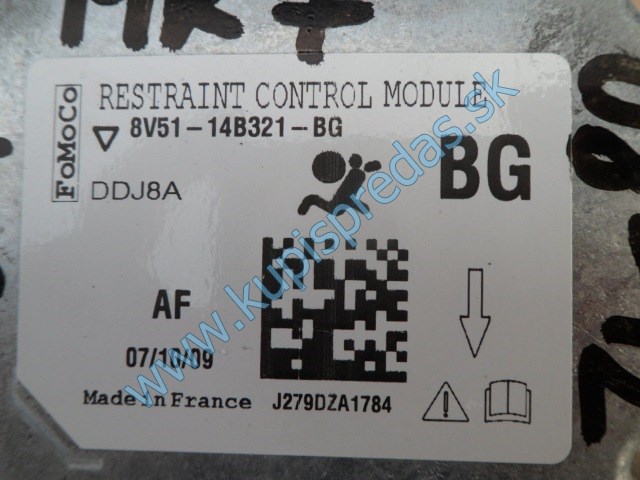 MK7
FoMoCo
RESTRAINT CONTROL MODULE
8V51-14B321-BG
BG
DDJ8A
AF
07/10/09
Made in France
J279DZA1784
www.kupispredas.sk